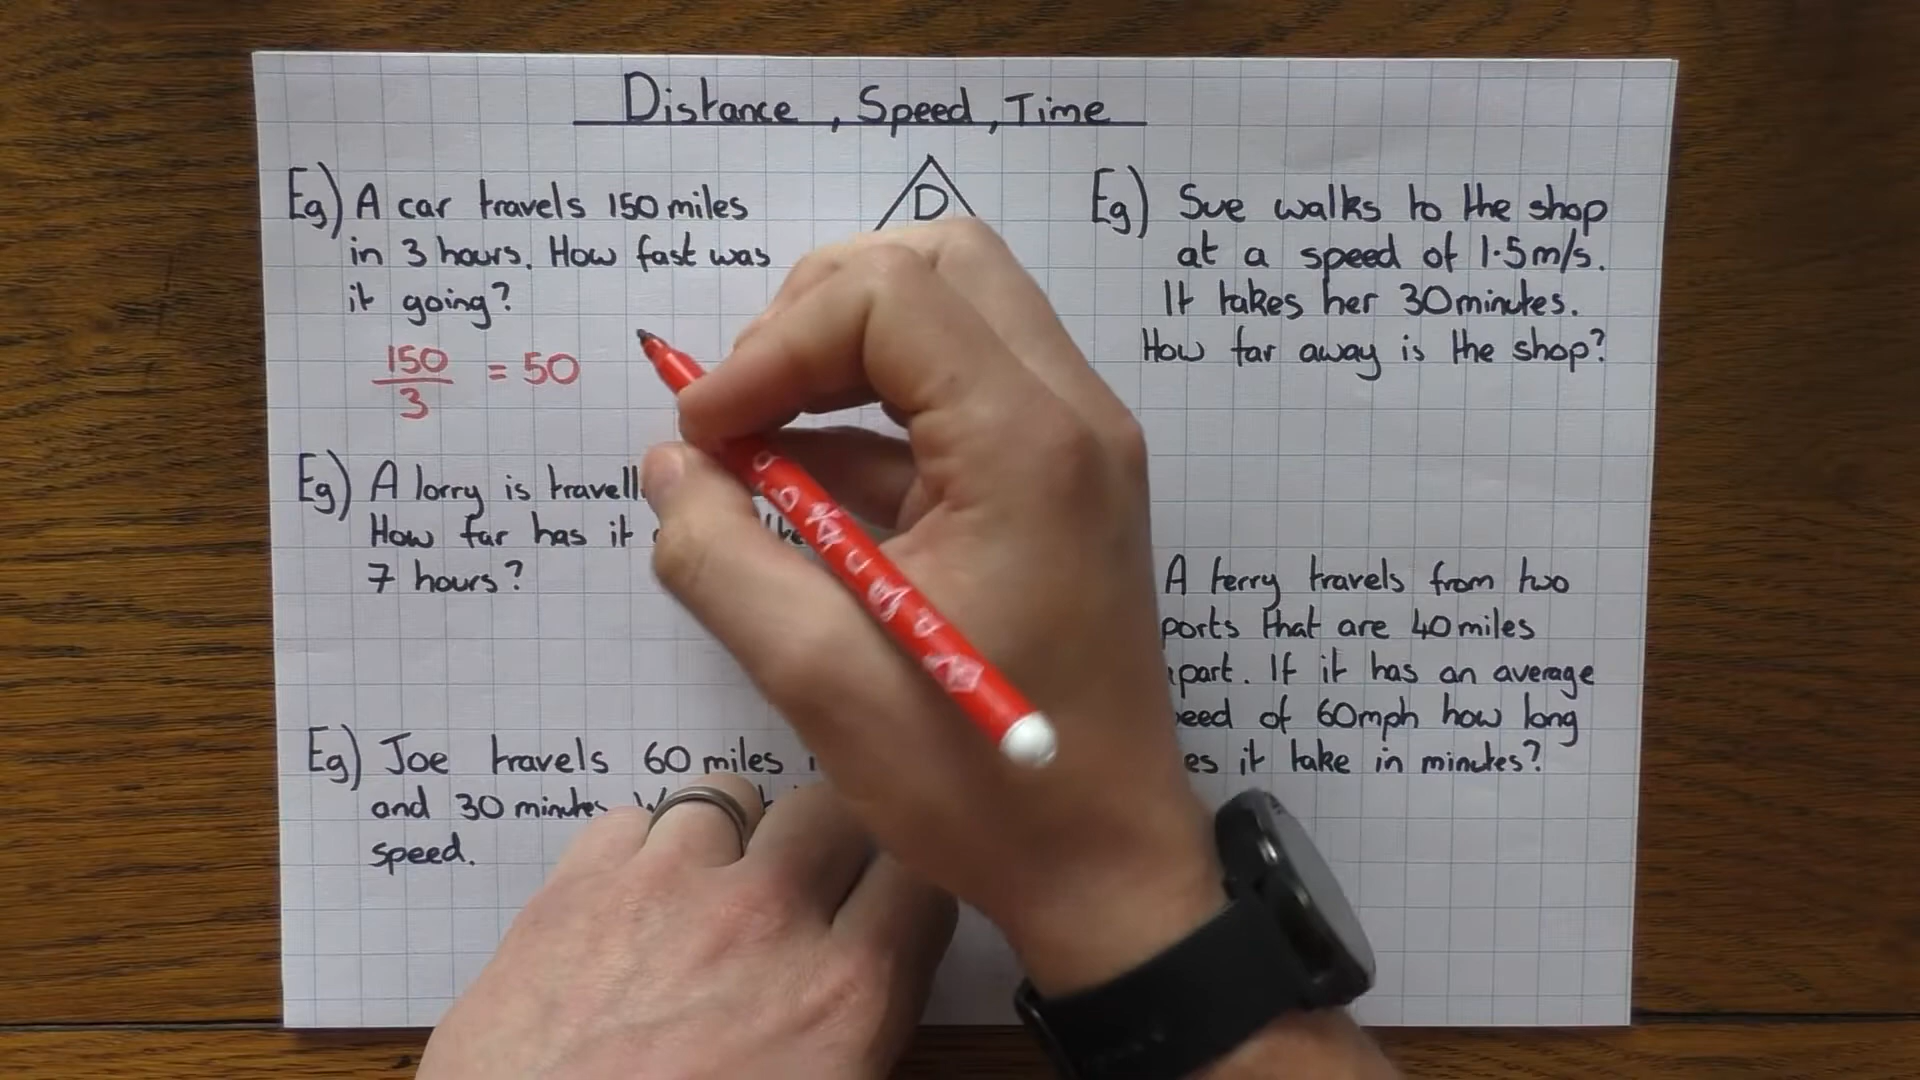 Distance, Speed, Time
Eg) A car travels 150 miles
in 3 hours. How fast was
it going?
150
3
= 50
Eg) A lorry is
How far has it
7 hours?
Eg) Joe travels 60 miles
and 30 minutes
speed.
D
Eg) Sue walks to the shop
at a speed of 1.5m/s.
It takes her 30 minutes.
How far away is the shop?
A ferry travels from two
ports that are 40 miles
part. If it has an average
eed of 60mph how long
es it take in minutes?